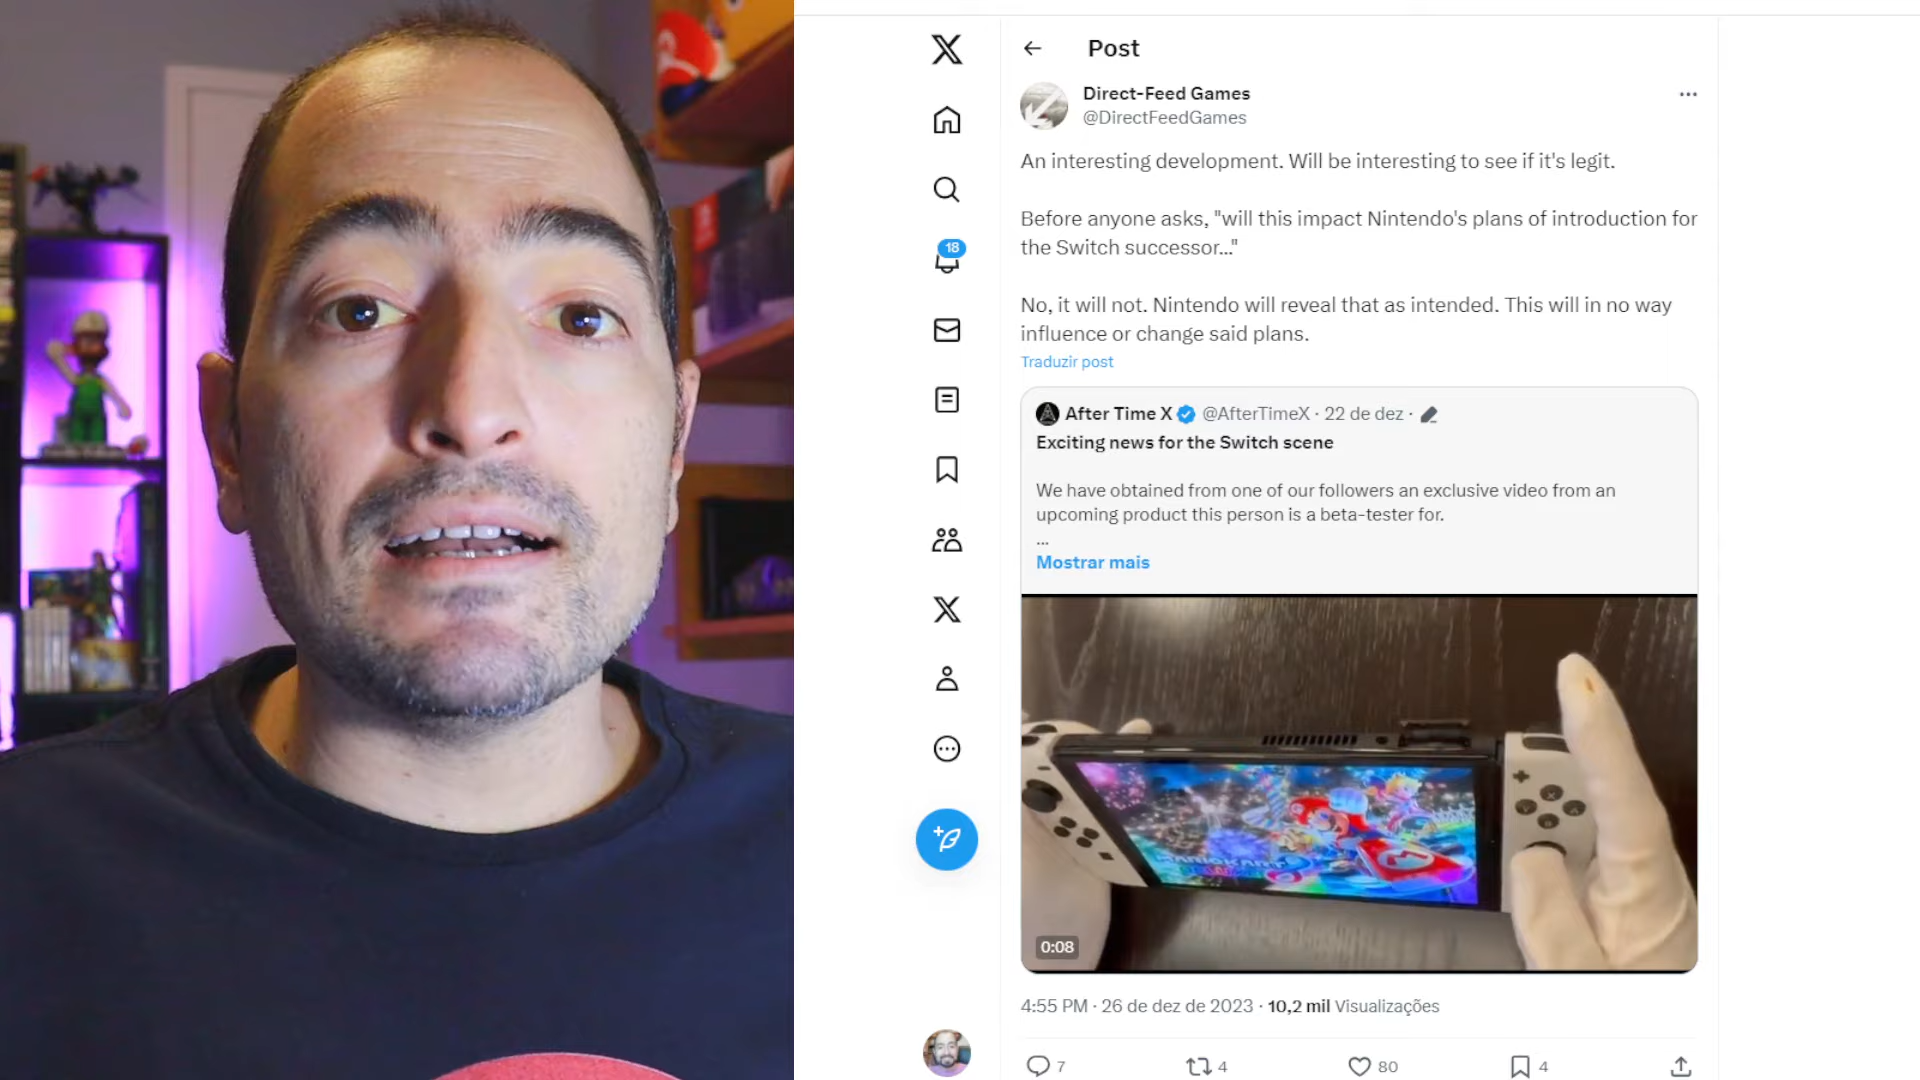 Post
Direct-Feed Games
@DirectFeedGames
An interesting development. Will be interesting to see if it's legit.
Before anyone asks, "will this impact Nintendo's plans of introduction for
the Switch successor..."
No, it will not. Nintendo will reveal that as intended. This will in no way
influence or change said plans.
Traduzir post
After Time X @AfterTimeX · 22 de dez ·
Exciting news for the Switch scene
We have obtained from one of our followers an exclusive video from an
upcoming product this person is a beta-tester for.
...
Mostrar mais
MARIOKART 8
DELUXE
0:08
4:55 PM · 26 de dez de 2023 · 10,2 mil Visualizações
7 4 80 4
18